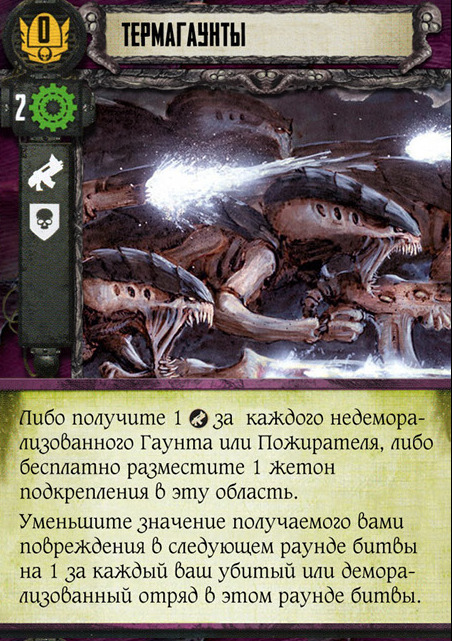 0
ТЕРМАГАУНТЫ
2
Либо получите 1 за каждого недемора-
лизованного Гаунта или Пожирателя, либо
бесплатно разместите 1 жетон
подкрепления в эту область.
Уменьшите значение получаемого вами
повреждения в следующем раунде битвы
на 1 за каждый ваш убитый или демора-
лизованный отряд в этом раунде битвы.